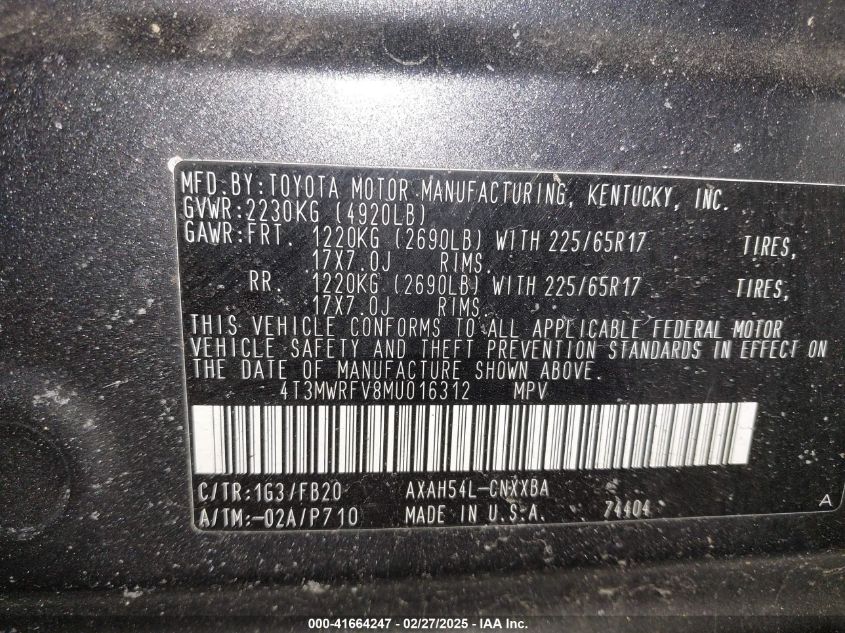 MFD.BY:TOYOTA MOTOR MANUFACTURING, KENTUCKY, INC.
GVWR:2230KG (4920LB)
GAWR:FRT. 1220KG (2690LB) WITH 225/65R17 TIRES,
17X7.0J RIMS.
RR. 1220KG (2690LB) WITH 225/65R17 TIRES,
17X7.0J RIMS.
THIS VEHICLE CONFORMS TO ALL APPLICABLE FEDERAL MOTOR
VEHICLE SAFETY AND THEFT PREVENTION STANDARDS IN EFFECT ON
THE DATE OF MANUFACTURE SHOWN ABOVE.
4T3MWRFV8MU016312 MPV
C/TR:1G3/FB20 AXAH54L-CNXXBA
A/TM:-02A/P710 MADE IN U.S.A. 74404 A
000-41664247 - 02/27/2025 - IAA Inc.